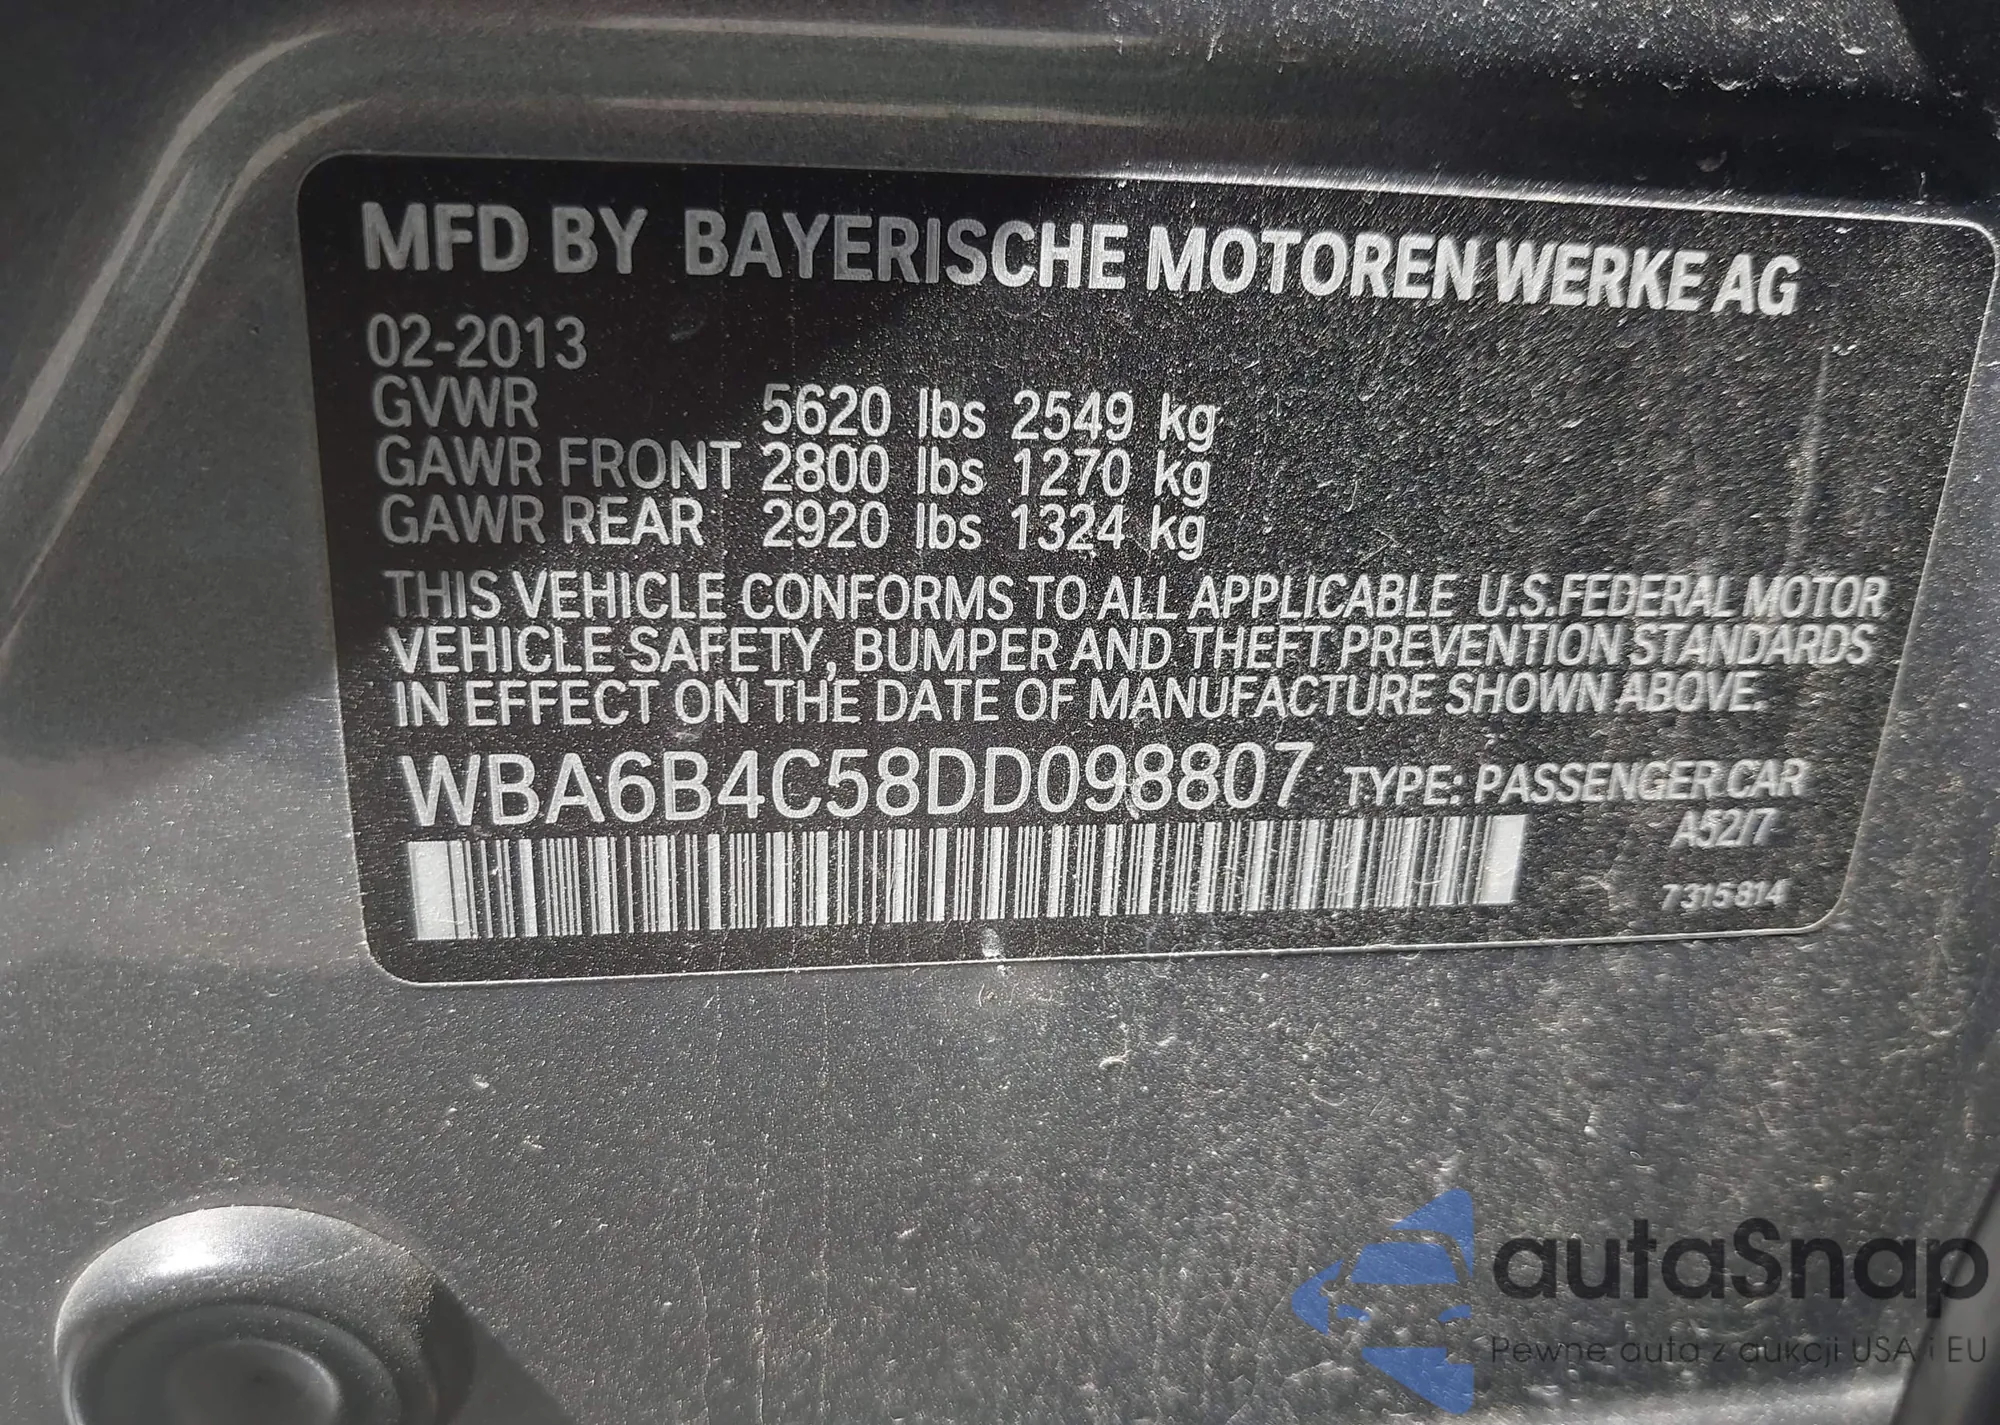 MFD BY BAYERISCHE MOTOREN WERKE AG
02-2013
GVWR 5620 lbs 2549 kg
GAWR FRONT 2800 lbs 1270 kg
GAWR REAR 2920 lbs 1324 kg
THIS VEHICLE CONFORMS TO ALL APPLICABLE U.S.FEDERAL MOTOR
VEHICLE SAFETY, BUMPER AND THEFT PREVENTION STANDARDS
IN EFFECT ON THE DATE OF MANUFACTURE SHOWN ABOVE.
WBA6B4C58DD098807 TYPE: PASSENGER CAR
A52/7
7315814
autaSnap
Pewne auta z aukcji USA i EU